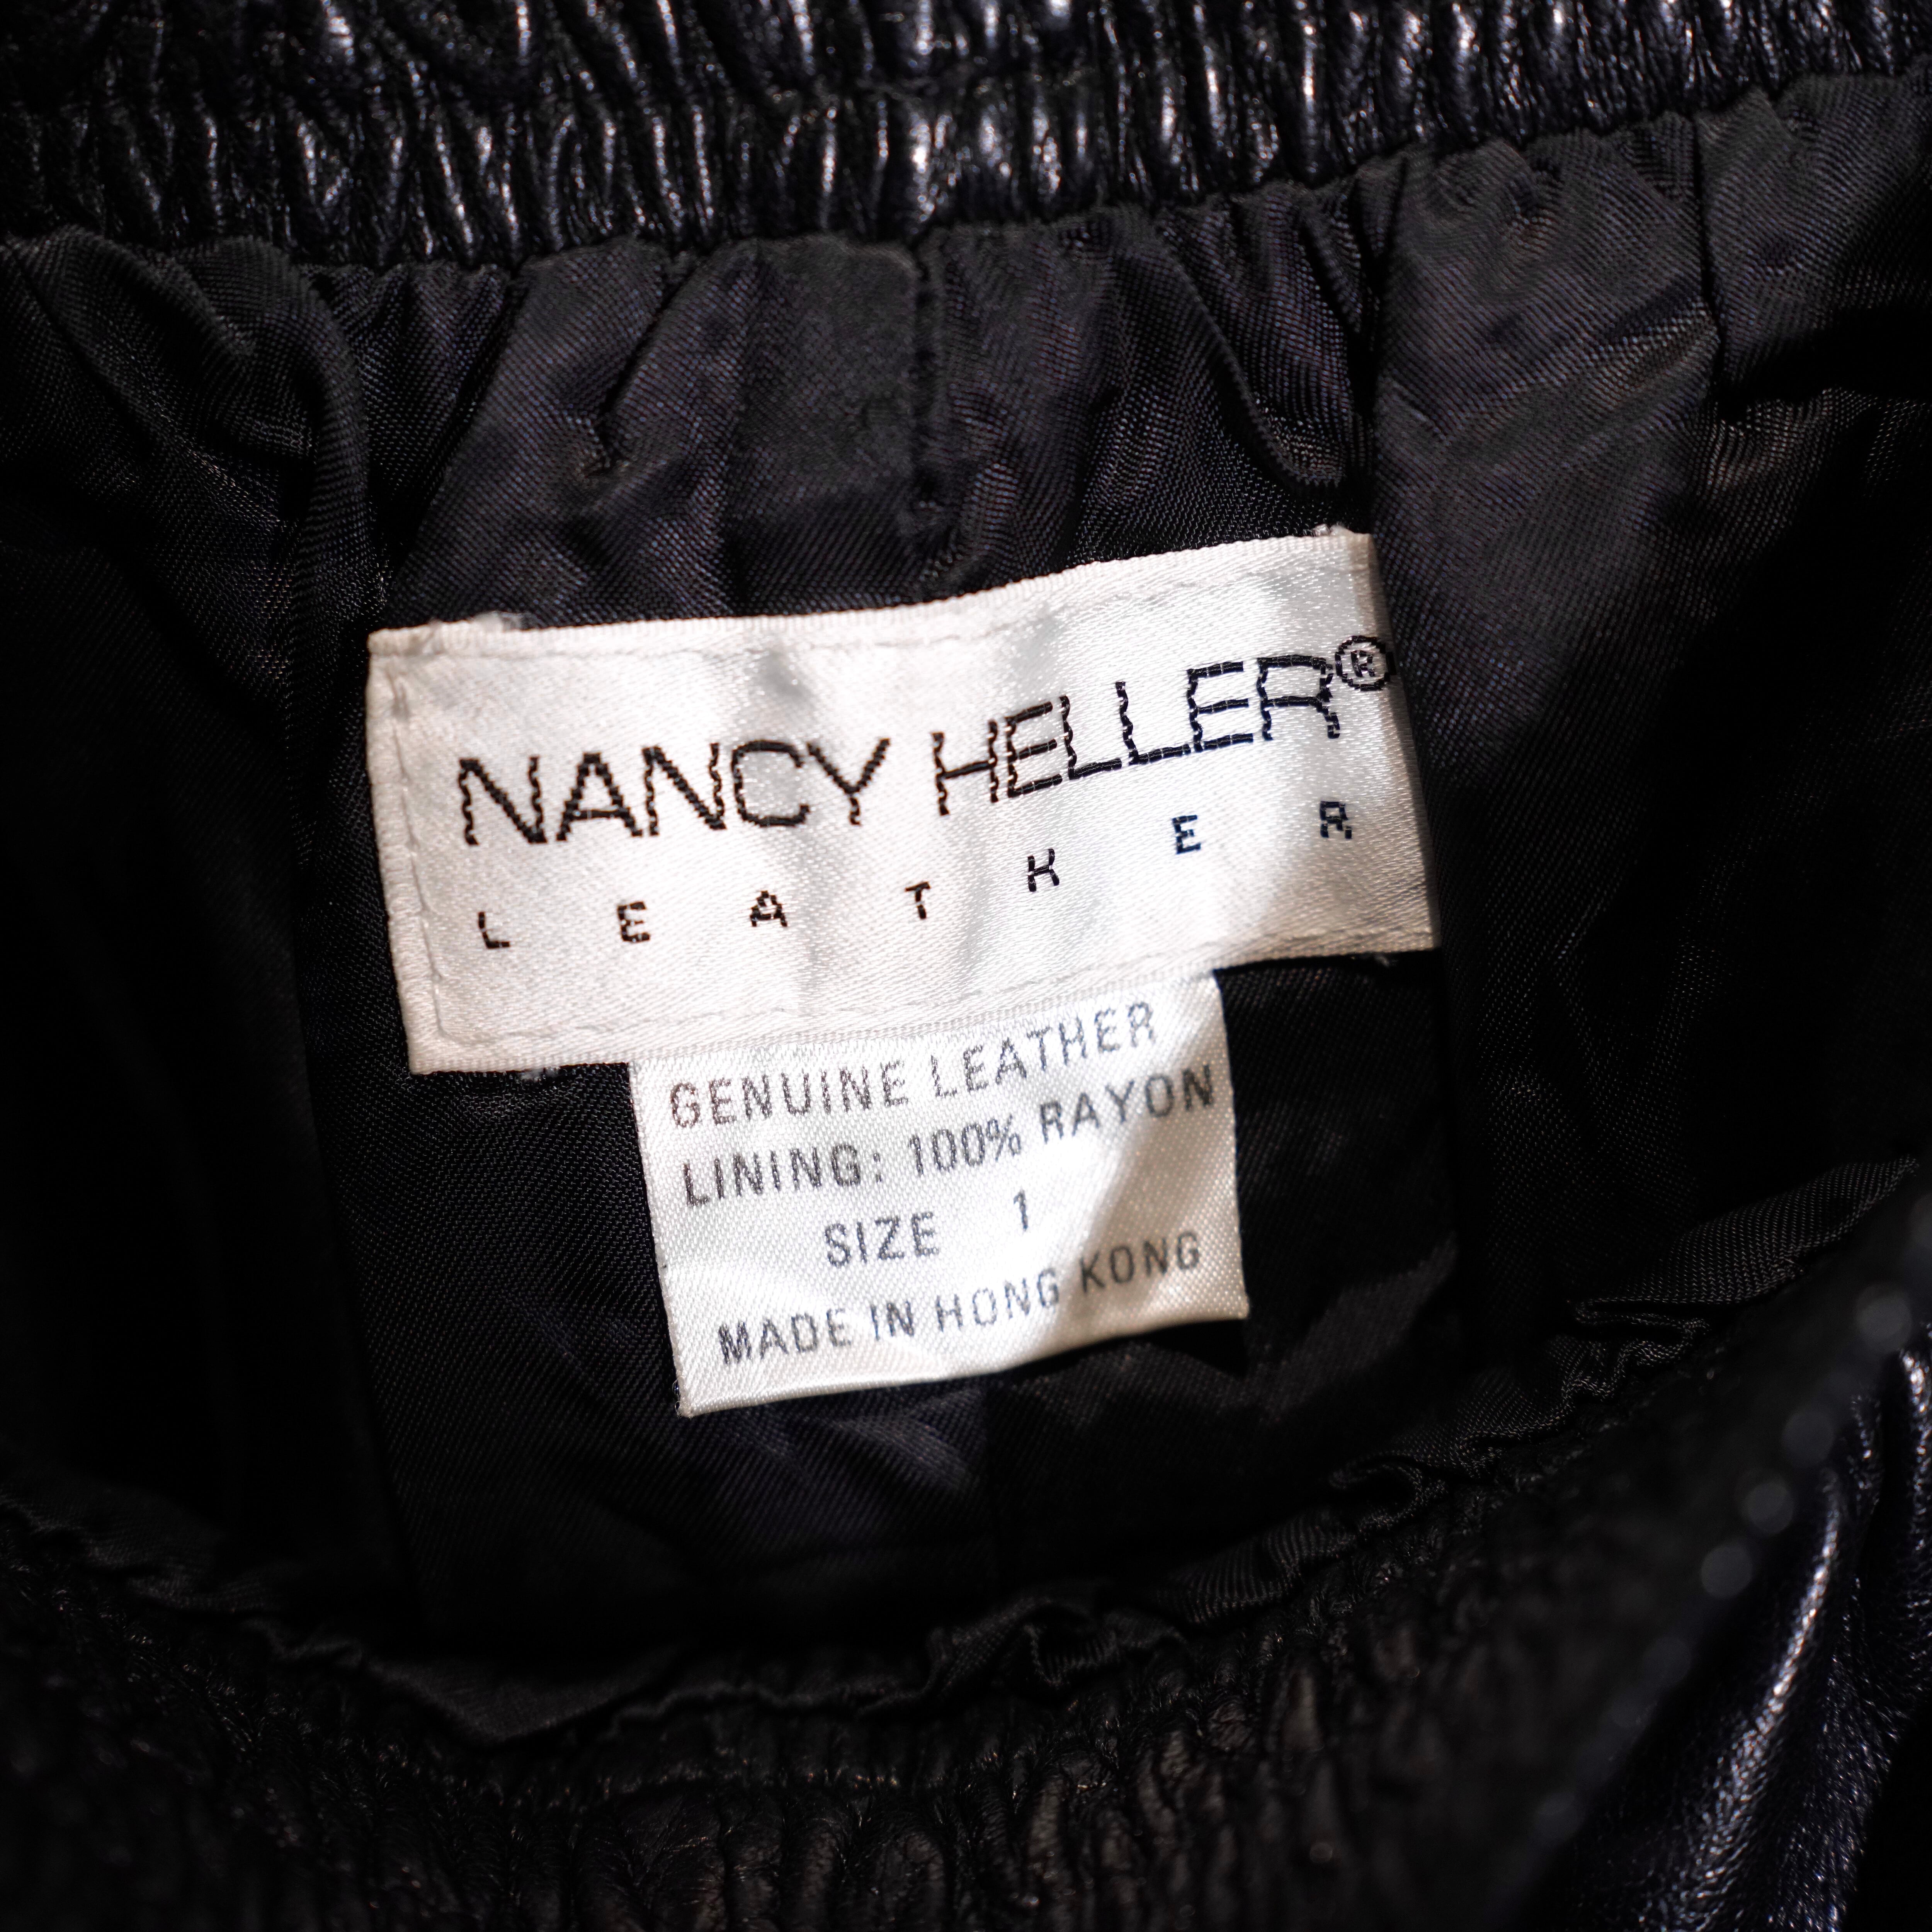 NANCY HELLER®
LEATHER
GENUINE LEATHER
LINING: 100% RAYON
SIZE 1
MADE IN HONG KONG